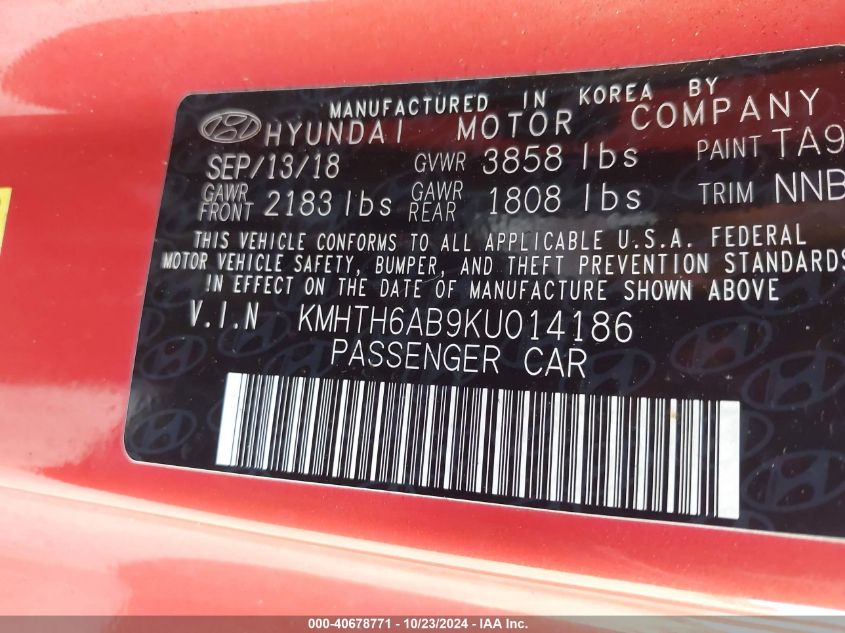 MANUFACTURED IN KOREA BY
HYUNDAI MOTOR COMPANY
SEP/13/18 GVWR 3858 lbs PAINT TA9
GAWR FRONT 2183 lbs GAWR REAR 1808 lbs TRIM NNB
THIS VEHICLE CONFORMS TO ALL APPLICABLE U.S.A. FEDERAL
MOTOR VEHICLE SAFETY, BUMPER, AND THEFT PREVENTION STANDARDS
IN EFFECT ON THE DATE OF MANUFACTURE SHOWN ABOVE
V.I.N KMHTH6AB9KU014186
PASSENGER CAR
000-40678771 - 10/23/2024 - IAA Inc.